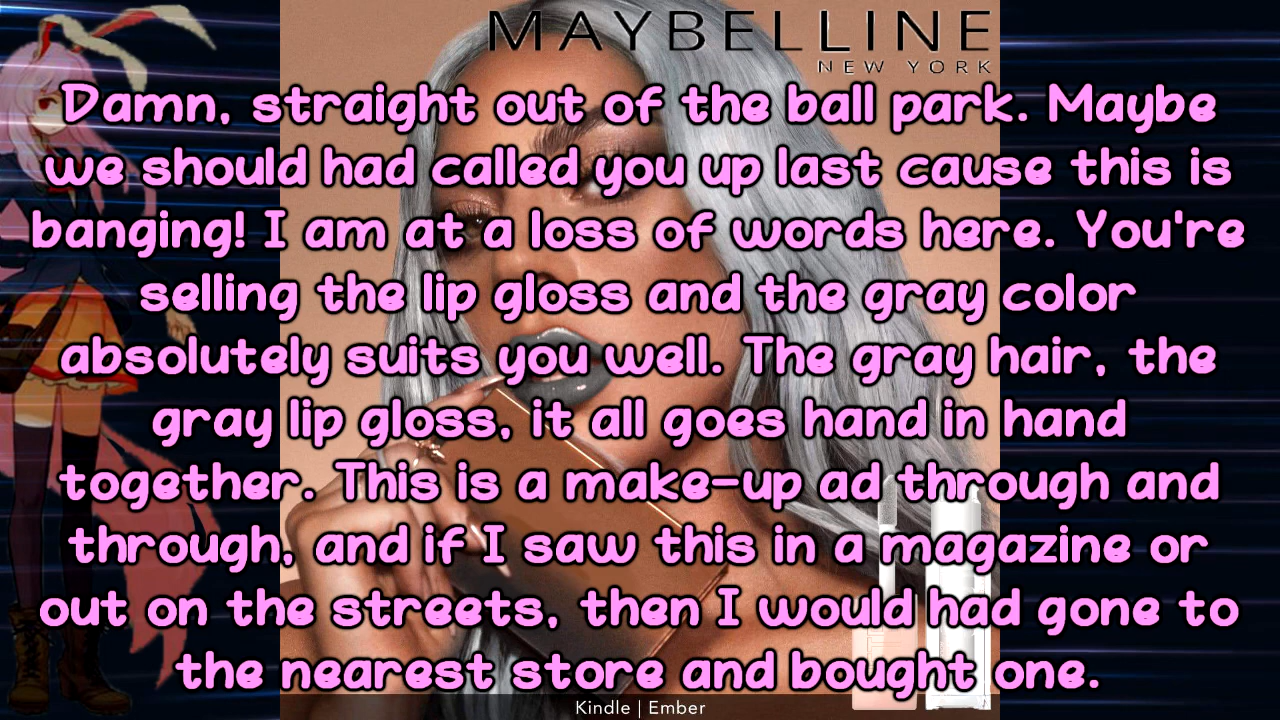 MAYBELLINE
NEW YORK
Damn, straight out of the ball park. Maybe
we should had called you up last cause this is
banging! I am at a loss of words here. You're
selling the lip gloss and the gray color
absolutely suits you well. The gray hair, the
gray lip gloss, it all goes hand in hand
together. This is a make-up ad through and
through, and if I saw this in a magazine or
out on the streets, then I would had gone to
the nearest store and bought one.
Kindle | Ember